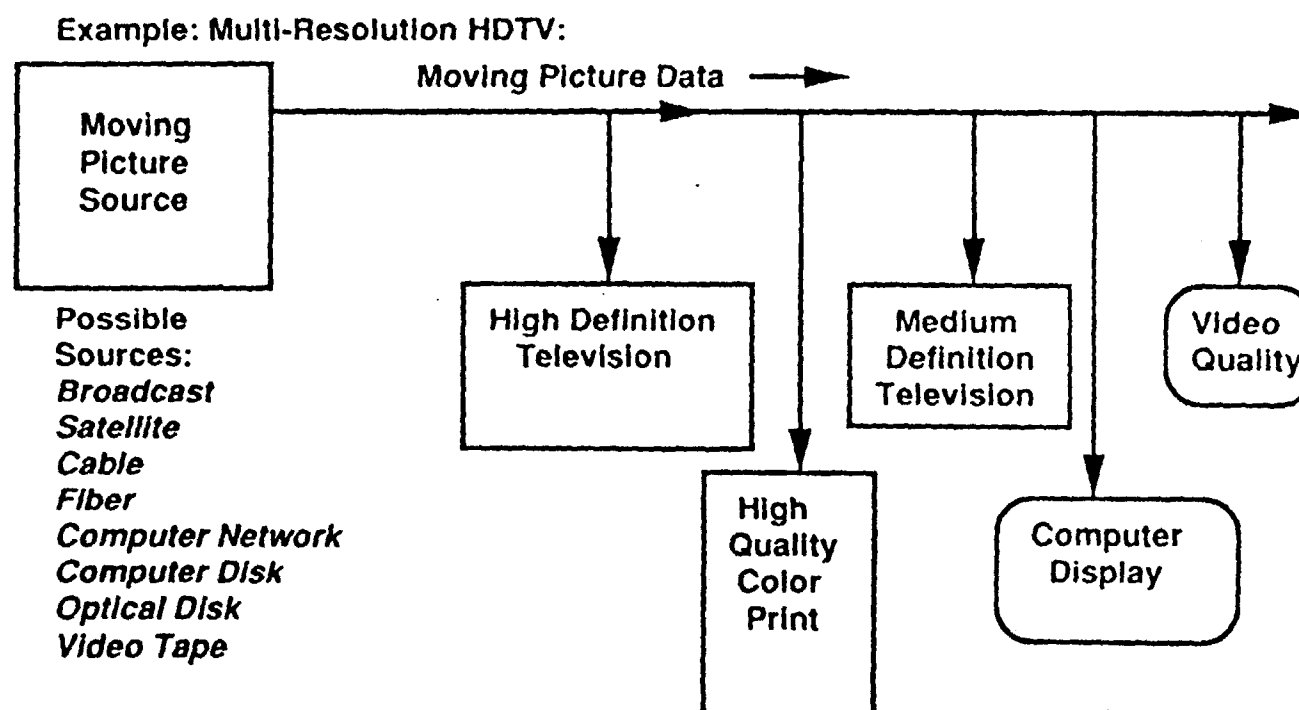 Example: Multi-Resolution HDTV:
Moving Picture Data
Moving
Picture
Source
Possible
Sources:
Broadcast
Satellite
Cable
Fiber
Computer Network
Computer Disk
Optical Disk
Video Tape
High Definition
Television
High
Quality
Color
Print
Medium
Definition
Television
Computer
Display
Video
Quality